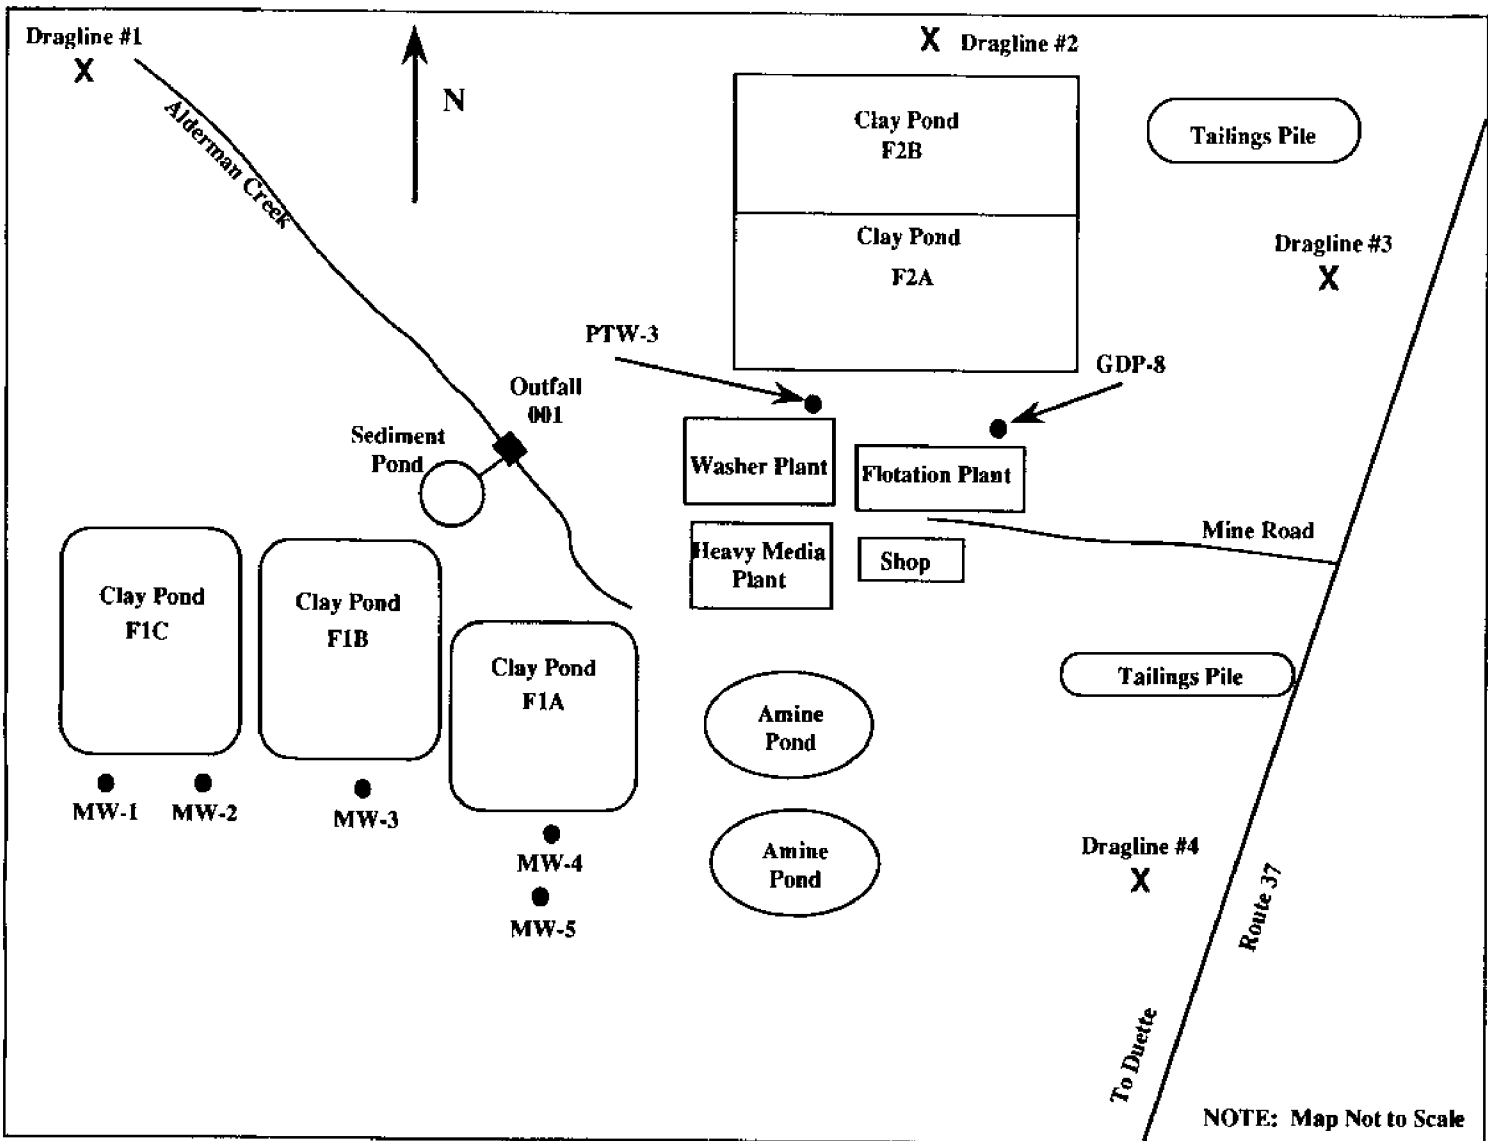 Dragline #1
X
Alderman Creek
N
X Dragline #2
Clay Pond
F2B
Tailings Pile
Clay Pond
F2A
Dragline #3
X
PTW-3
GDP-8
Outfall
001
Sediment
Pond
Washer Plant
Flotation Plant
Mine Road
Heavy Media
Plant
Shop
Clay Pond
F1C
Clay Pond
F1B
Clay Pond
F1A
Tailings Pile
Amine
Pond
MW-1
MW-2
MW-3
MW-4
MW-5
Amine
Pond
Dragline #4
X
Route 37
To Duette
NOTE: Map Not to Scale